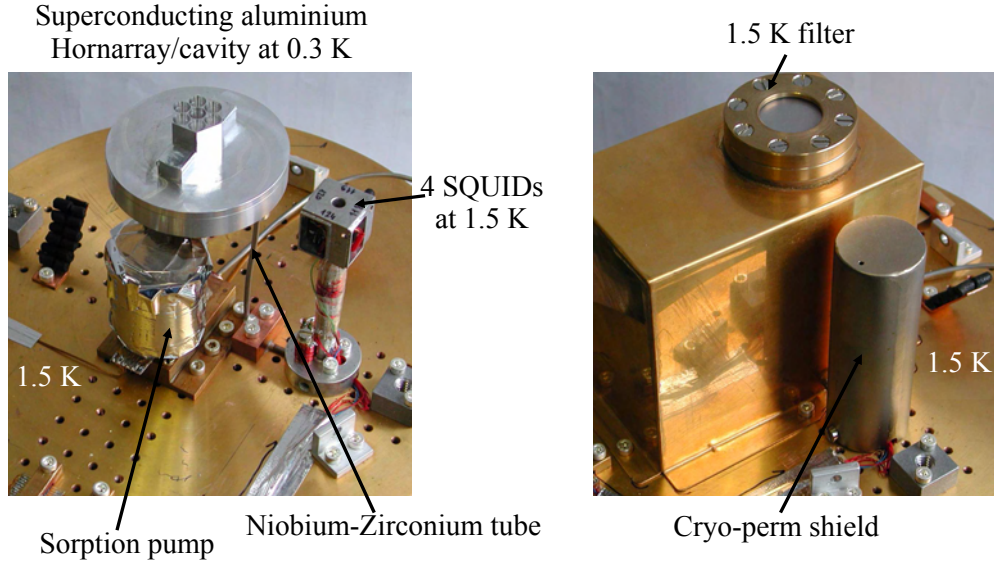 Superconducting aluminium
Hornarray/cavity at 0.3 K
1.5 K filter
4 SQUIDs
at 1.5 K
1.5 K
1.5 K
Niobium-Zirconium tube
Sorption pump
Cryo-perm shield